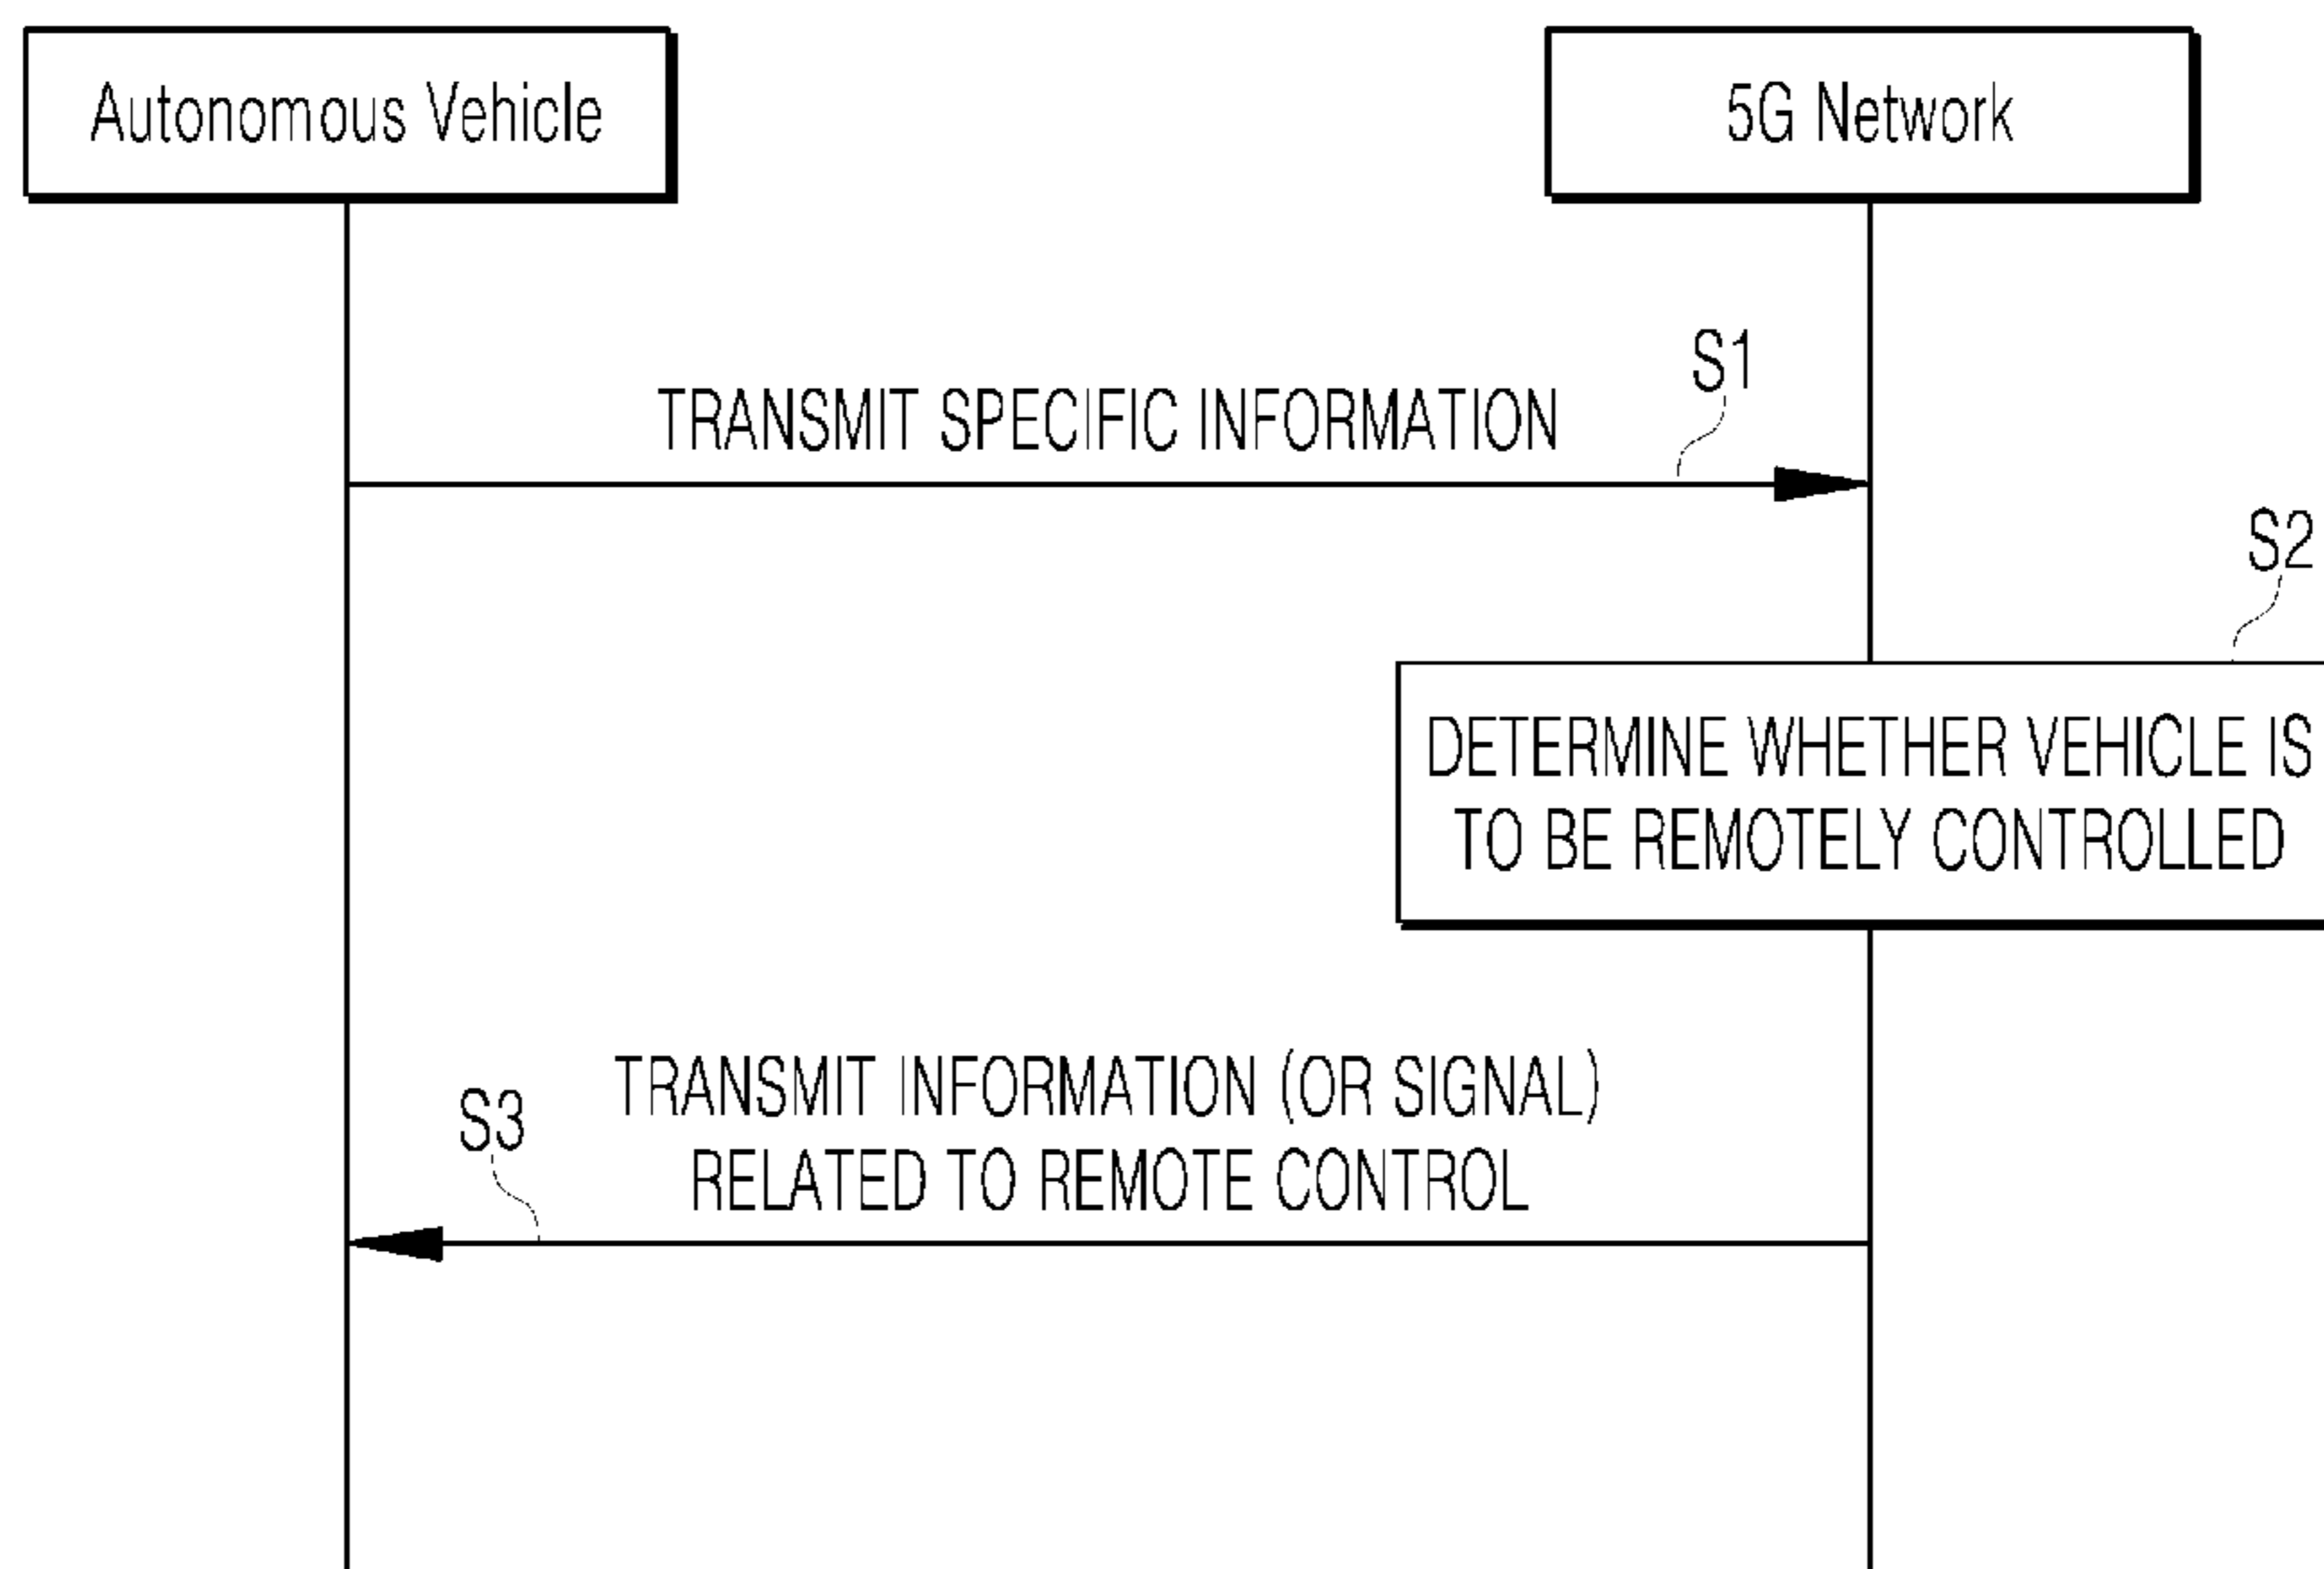 Autonomous Vehicle
5G Network
S1
TRANSMIT SPECIFIC INFORMATION
S2
DETERMINE WHETHER VEHICLE IS
TO BE REMOTELY CONTROLLED
S3
TRANSMIT INFORMATION (OR SIGNAL)
RELATED TO REMOTE CONTROL